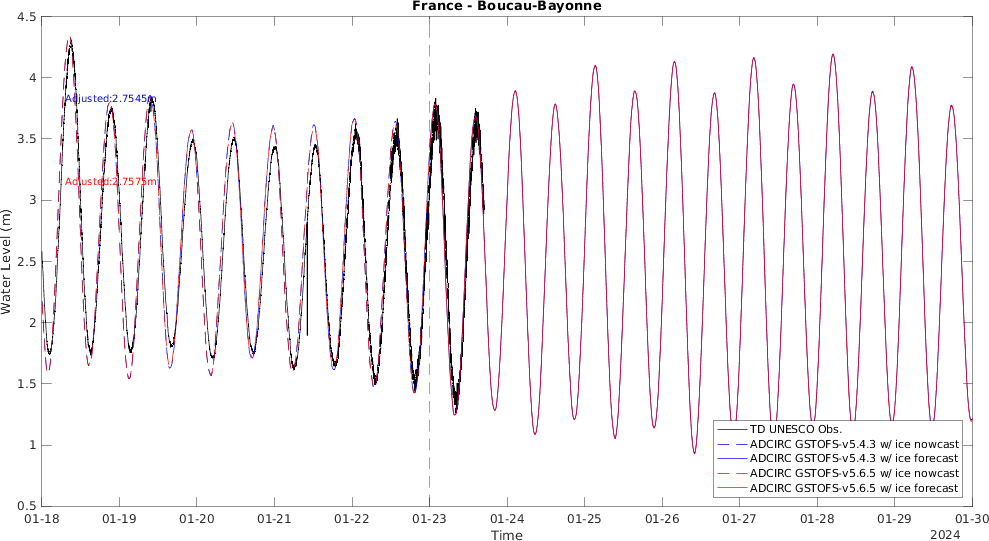 France - Boucau-Bayonne
4.5
4
3.5
3
2.5
2
1.5
1
0.5
Water Level (m)
Adjusted:2.7545m
Adjusted:2.7575m
TD UNESCO Obs.
ADCIRC GSTOFS-v5.4.3 w/ ice nowcast
ADCIRC GSTOFS-v5.4.3 w/ ice forecast
ADCIRC GSTOFS-v5.6.5 w/ ice nowcast
ADCIRC GSTOFS-v5.6.5 w/ ice forecast
01-18 01-19 01-20 01-21 01-22 01-23 01-24 01-25 01-26 01-27 01-28 01-29 01-30
Time
2024